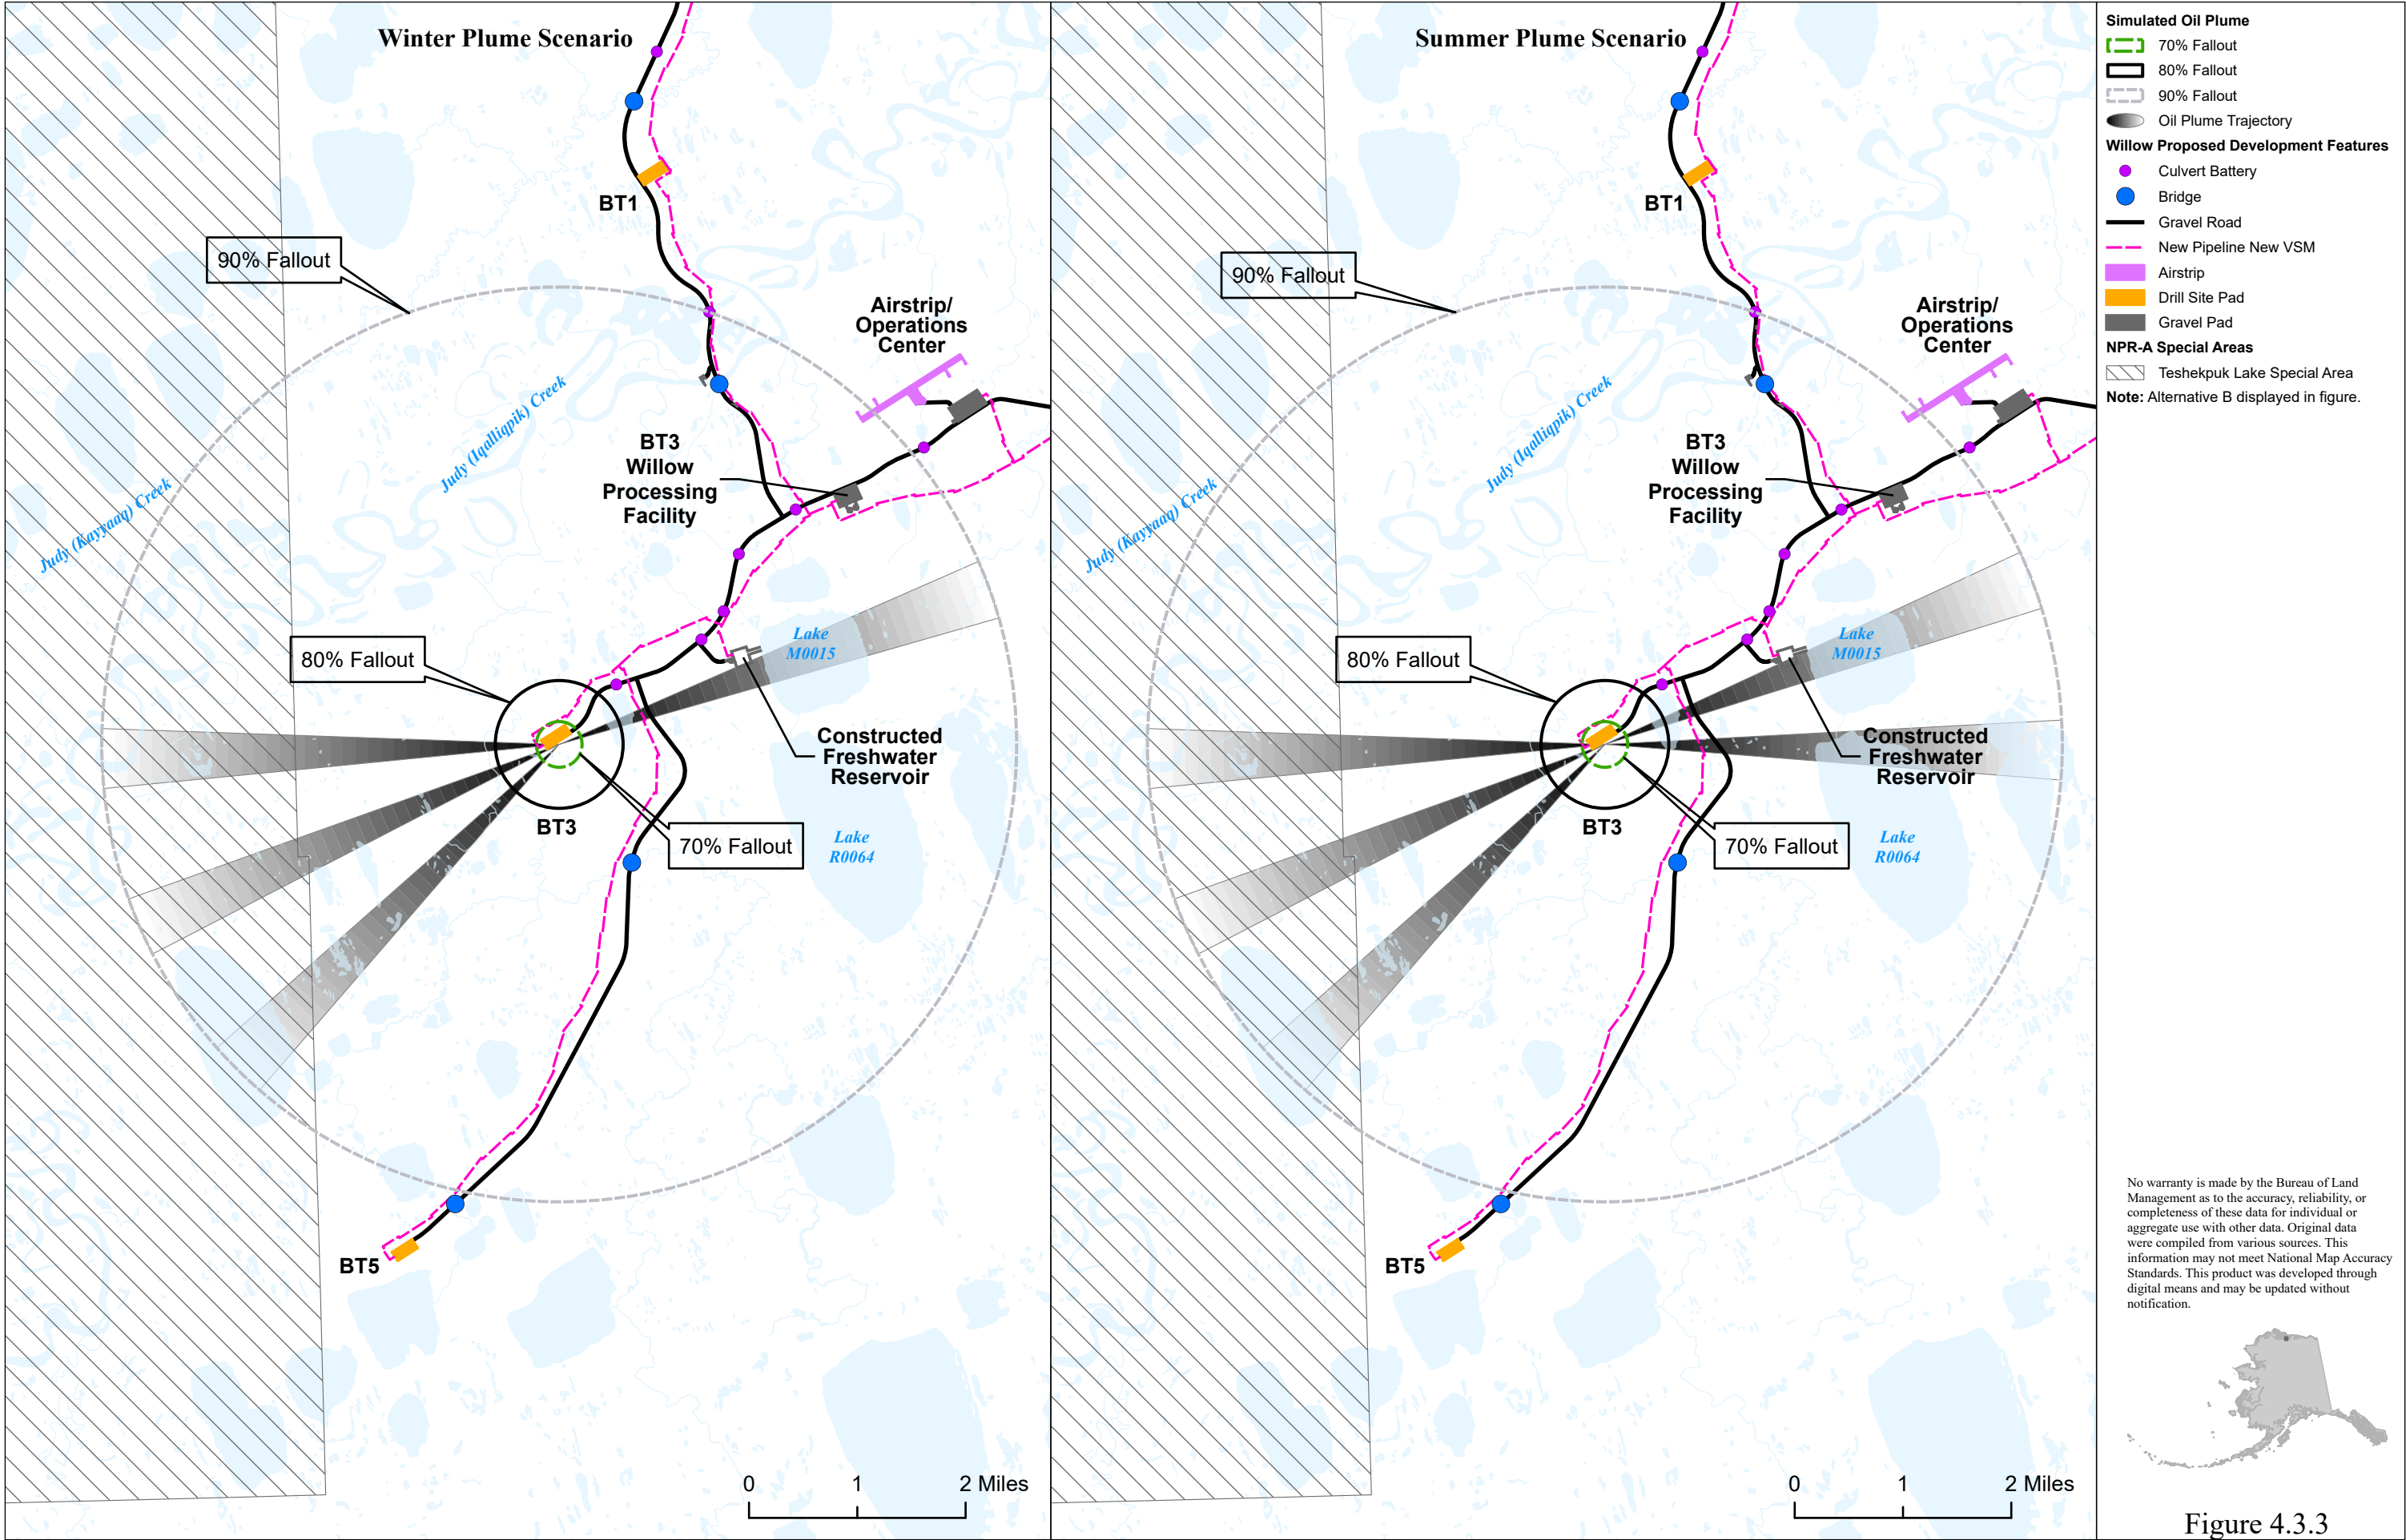 Winter Plume Scenario
BT1
90% Fallout
Airstrip/
Operations
Center
Judy (Iqalliqpik) Creek
Judy (Kayyaaq) Creek
BT3
Willow
Processing
Facility
80% Fallout
Lake
M0015
Constructed
Freshwater
Reservoir
BT3
70% Fallout
Lake
R0064
BT5
0 1 2 Miles
Summer Plume Scenario
BT1
90% Fallout
Airstrip/
Operations
Center
Judy (Iqalliqpik) Creek
Judy (Kayyaaq) Creek
BT3
Willow
Processing
Facility
80% Fallout
Lake
M0015
Constructed
Freshwater
Reservoir
BT3
70% Fallout
Lake
R0064
BT5
0 1 2 Miles
Simulated Oil Plume
70% Fallout
80% Fallout
90% Fallout
Oil Plume Trajectory
Willow Proposed Development Features
Culvert Battery
Bridge
Gravel Road
New Pipeline New VSM
Airstrip
Drill Site Pad
Gravel Pad
NPR-A Special Areas
Teshekpuk Lake Special Area
Note: Alternative B displayed in figure.
No warranty is made by the Bureau of Land
Management as to the accuracy, reliability, or
completeness of these data for individual or
aggregate use with other data. Original data
were compiled from various sources. This
information may not meet National Map Accuracy
Standards. This product was developed through
digital means and may be updated without
notification.
Figure 4.3.3